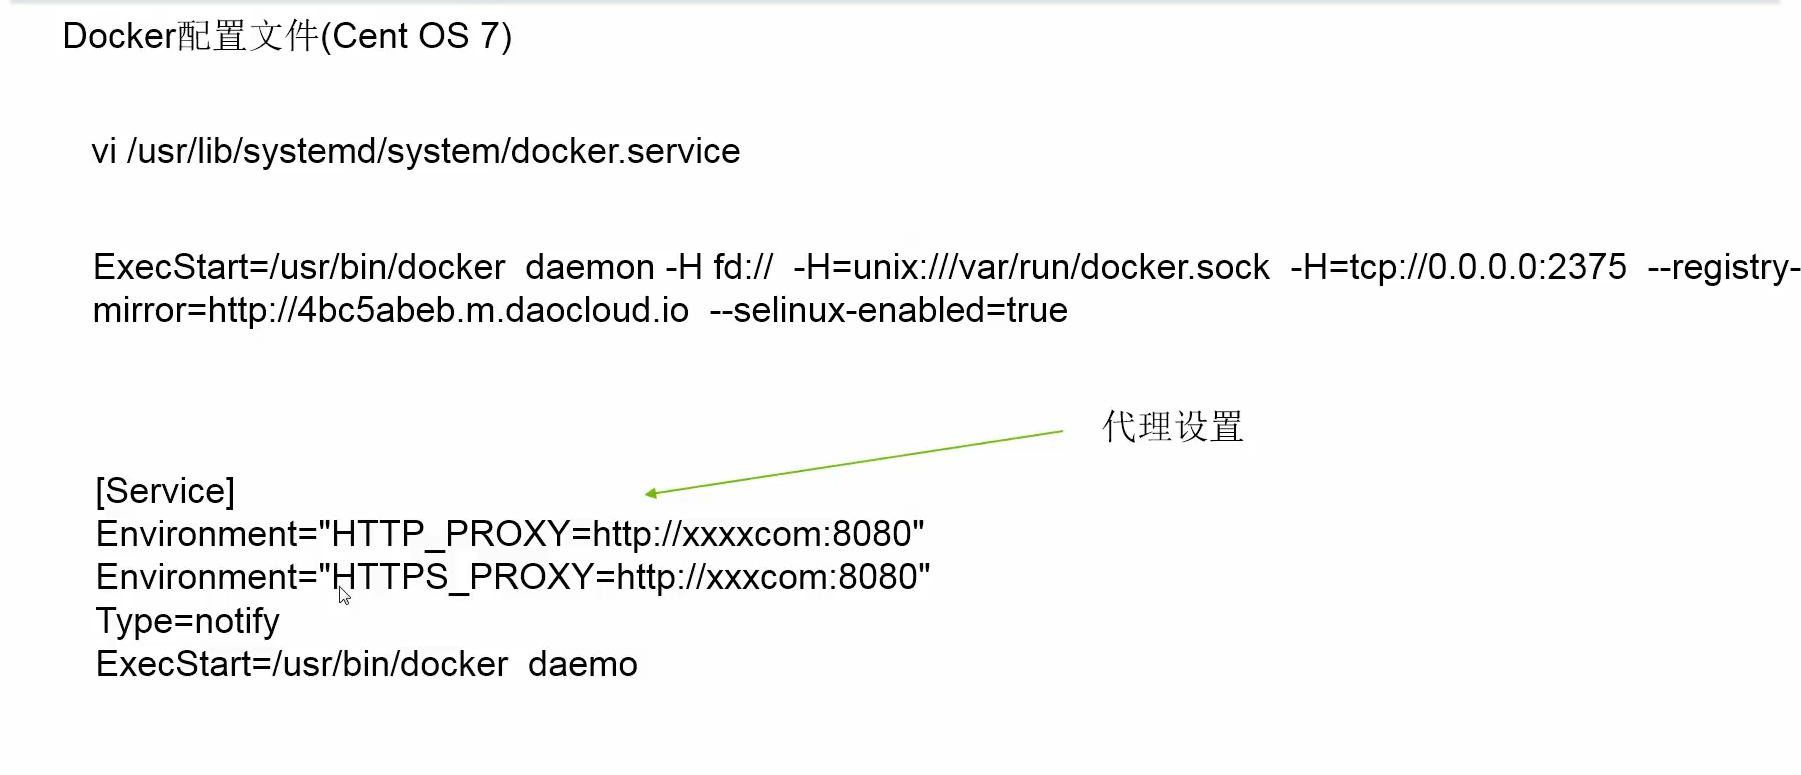 Docker配置文件(Cent OS 7)
vi /usr/lib/systemd/system/docker.service
ExecStart=/usr/bin/docker  daemon -H fd://  -H=unix:///var/run/docker.sock  -H=tcp://0.0.0.0:2375  --registry-
mirror=http://4bc5abeb.m.daocloud.io  --selinux-enabled=true
代理设置
[Service]
Environment="HTTP_PROXY=http://xxxxcom:8080"
Environment="HTTPS_PROXY=http://xxxcom:8080"
Type=notify
ExecStart=/usr/bin/docker  daemo